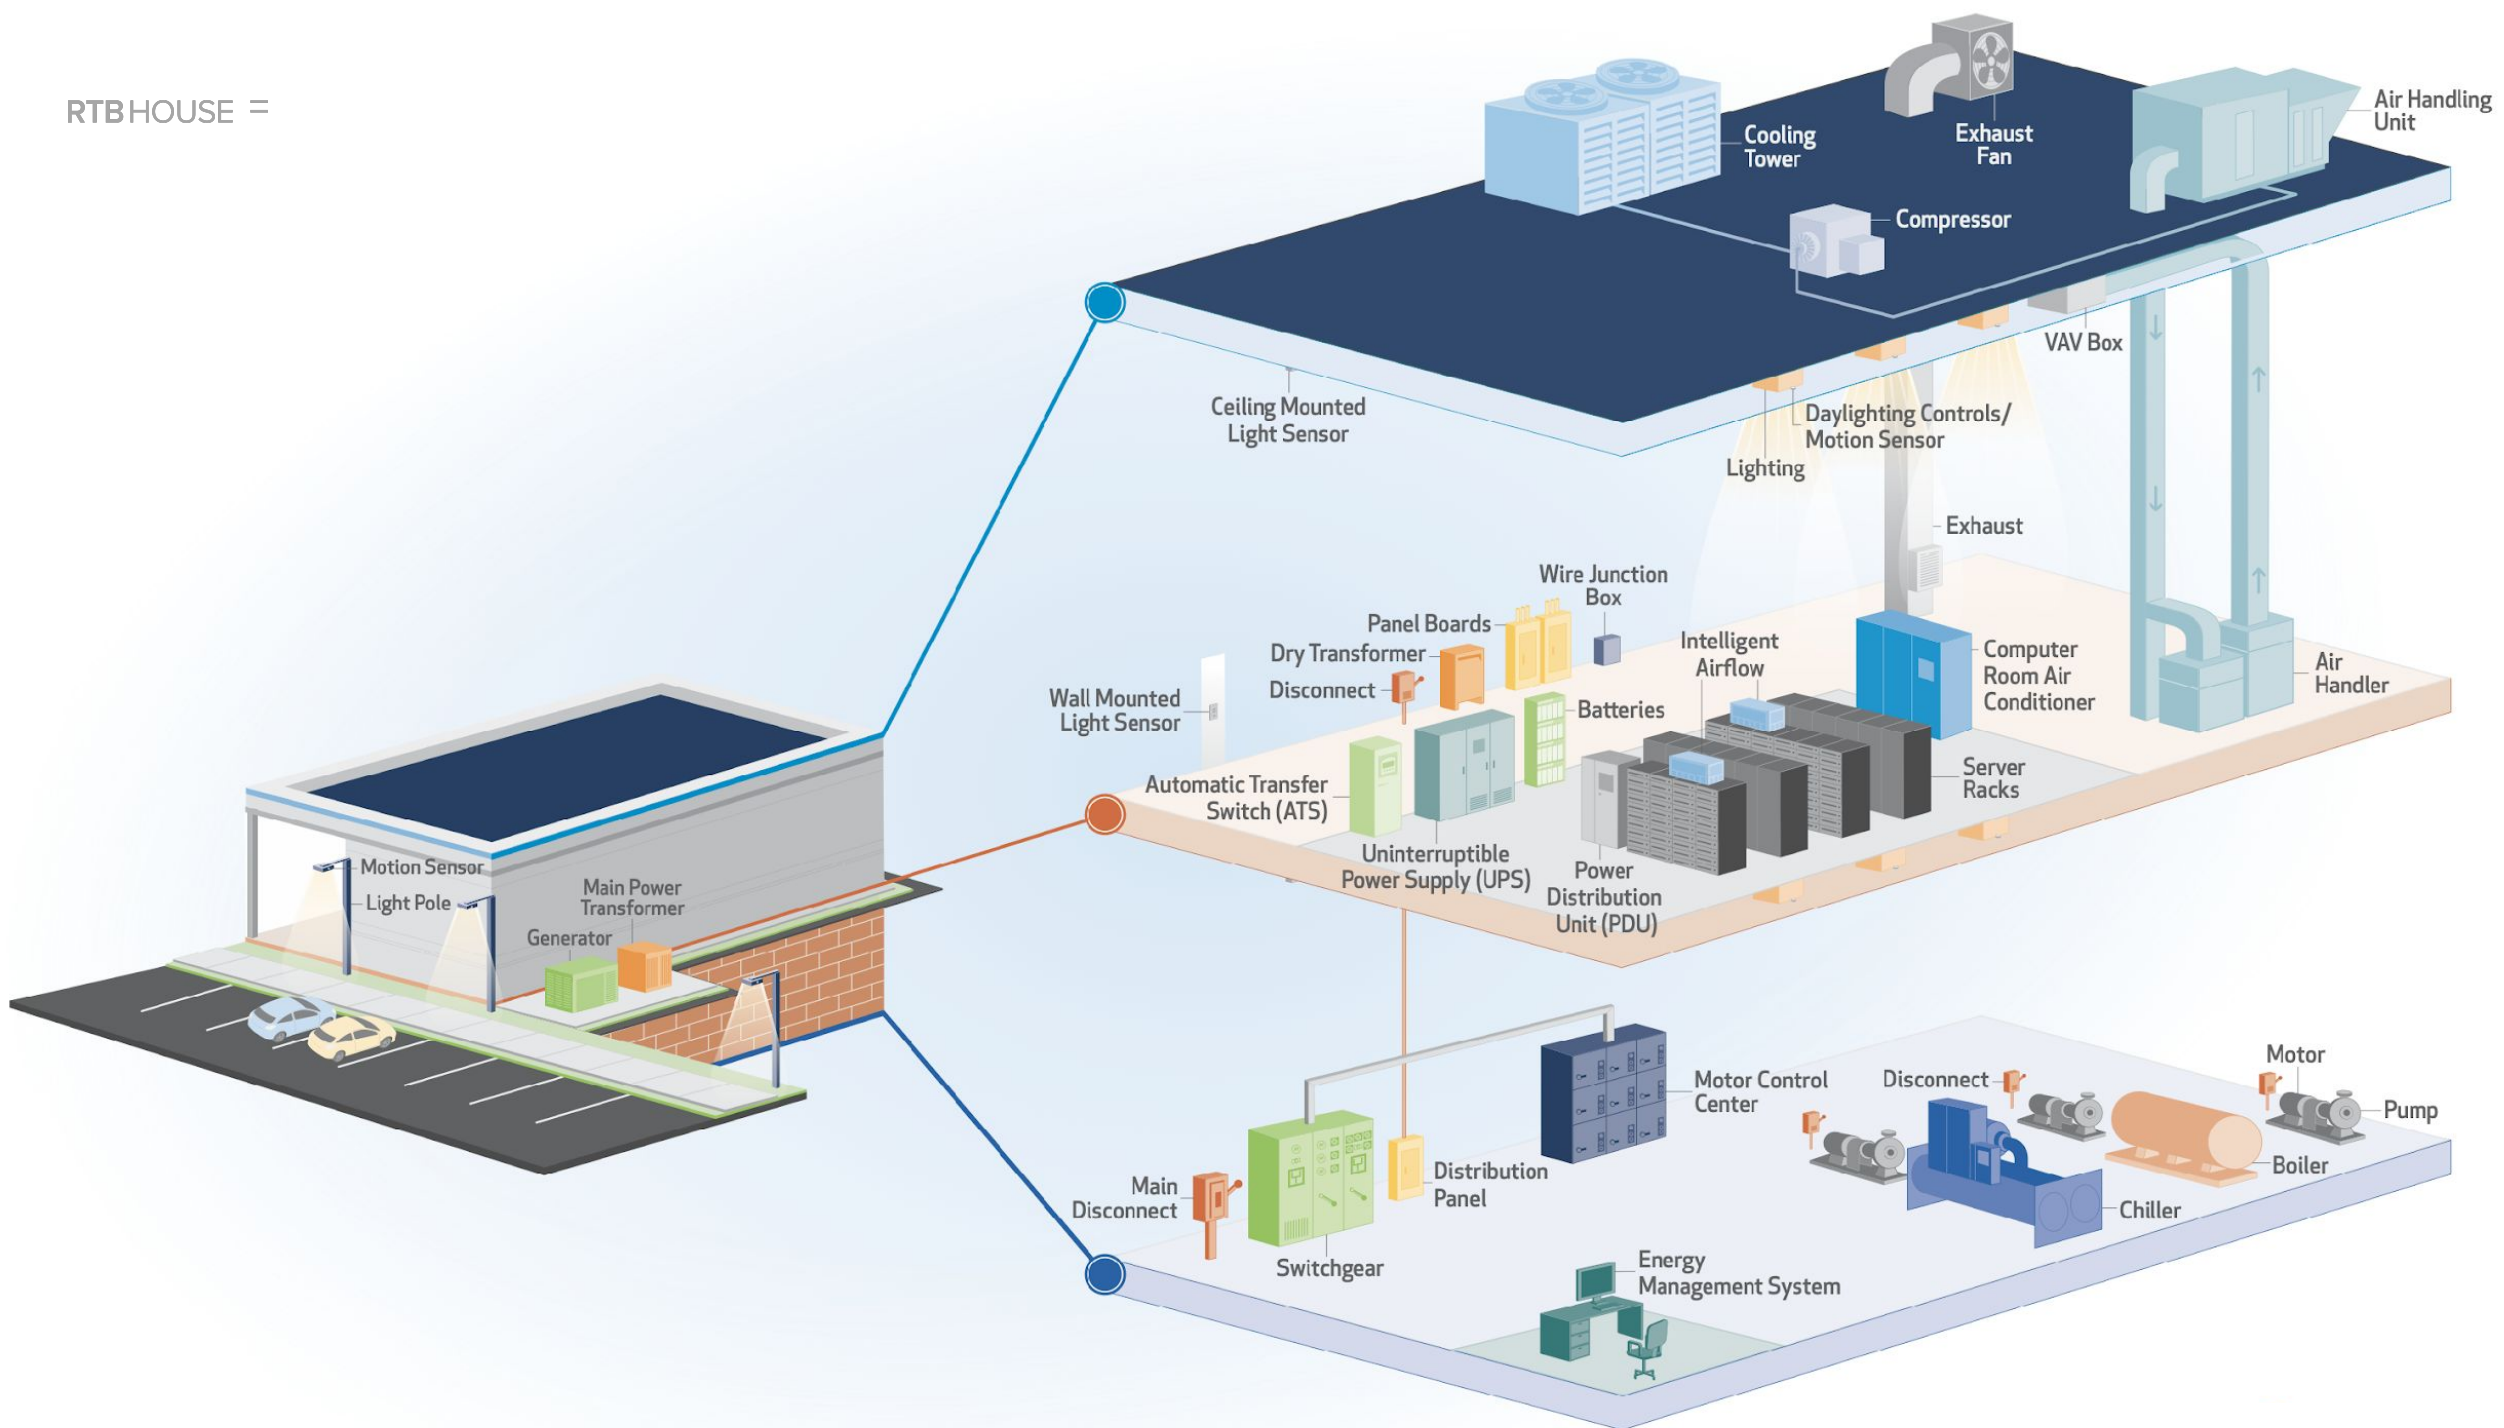 RTBHOUSE =
Cooling
Tower
Exhaust
Fan
Air Handling
Unit
Compressor
VAV Box
Ceiling Mounted
Light Sensor
Daylighting Controls/
Motion Sensor
Lighting
Exhaust
Wire Junction
Box
Panel Boards
Dry Transformer
Disconnect
Intelligent
Airflow
Computer
Room Air
Conditioner
Air
Handler
Wall Mounted
Light Sensor
Batteries
Automatic Transfer
Switch (ATS)
Server
Racks
Uninterruptible
Power Supply (UPS)
Power
Distribution
Unit (PDU)
Motion Sensor
Light Pole
Main Power
Transformer
Generator
Motor Control
Center
Disconnect
Motor
Pump
Boiler
Chiller
Main
Disconnect
Distribution
Panel
Switchgear
Energy
Management System